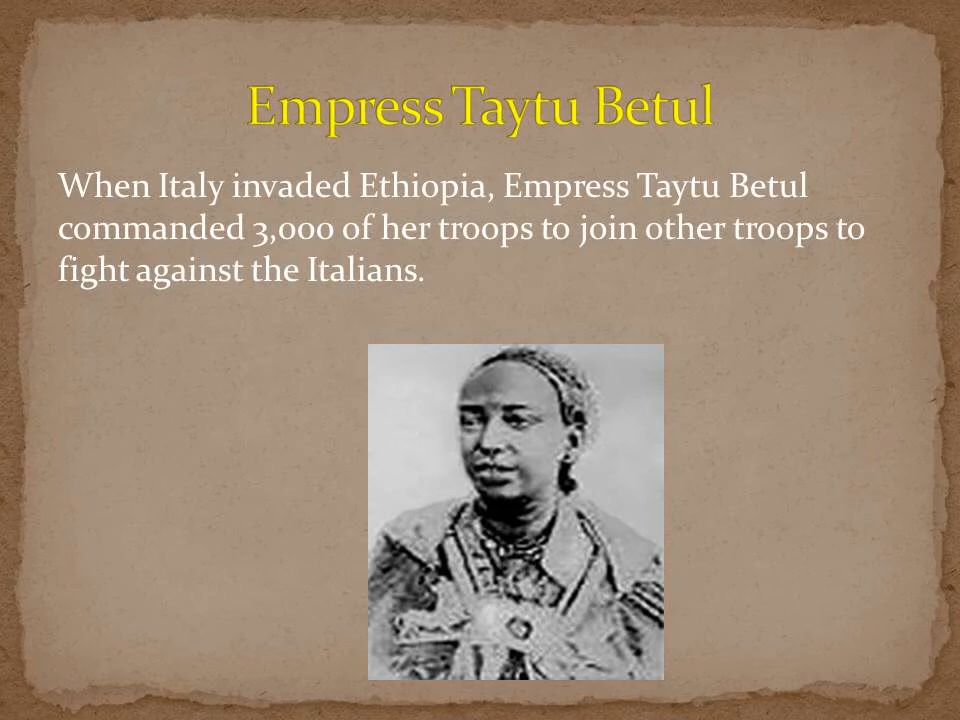 Empress Taytu Betul
When Italy invaded Ethiopia, Empress Taytu Betul
commanded 3,000 of her troops to join other troops to
fight against the Italians.